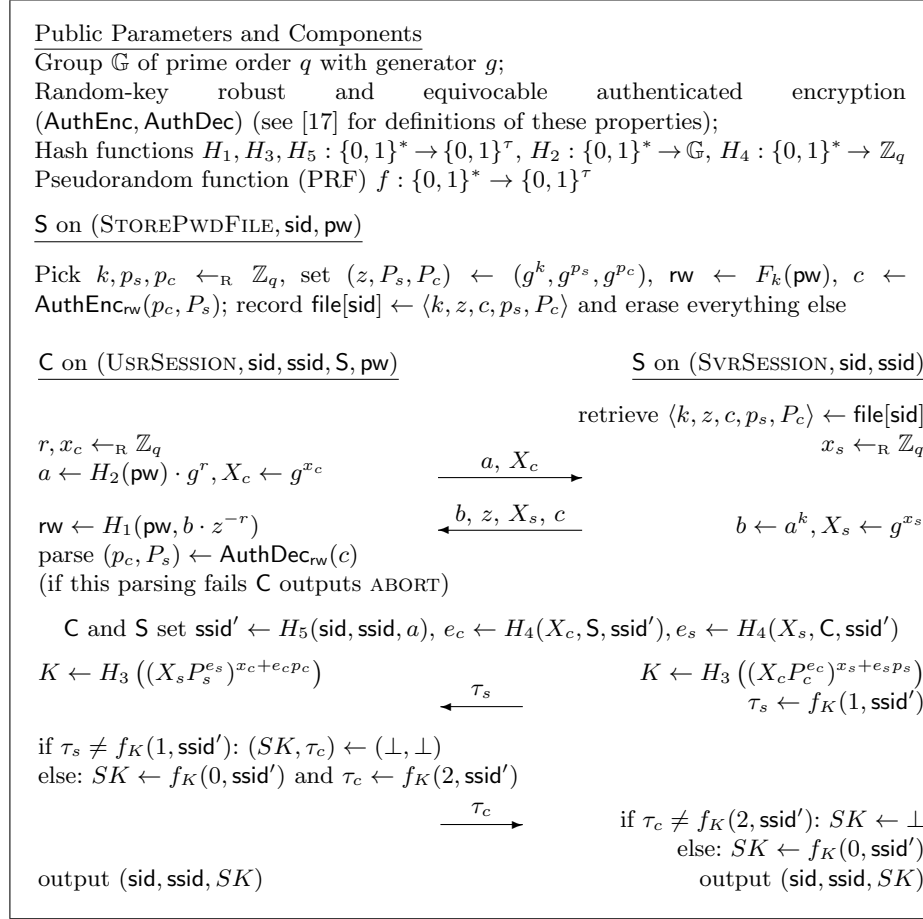 Public Parameters and Components
Group 𝔾 of prime order q with generator g;
Random-key robust and equivocable authenticated encryption
(AuthEnc, AuthDec) (see [17] for definitions of these properties);
Hash functions H₁, H₃, H₅ : {0, 1}* → {0, 1}^τ, H₂ : {0, 1}* → 𝔾, H₄ : {0, 1}* → ℤ_q
Pseudorandom function (PRF) f : {0, 1}* → {0, 1}^τ
S on (STOREPWDFILE, sid, pw)
Pick k, p_s, p_c ←_R ℤ_q, set (z, P_s, P_c) ← (g^k, g^{p_s}, g^{p_c}), rw ← F_k(pw), c ←
AuthEnc_rw(p_c, P_s); record file[sid] ← ⟨k, z, c, p_s, P_c⟩ and erase everything else
C on (USRSESSION, sid, ssid, S, pw) S on (SVRSESSION, sid, ssid)
retrieve ⟨k, z, c, p_s, P_c⟩ ← file[sid]
r, x_c ←_R ℤ_q x_s ←_R ℤ_q
a ← H₂(pw) · g^r, X_c ← g^{x_c} a, X_c
rw ← H₁(pw, b · z^{−r}) b, z, X_s, c b ← a^k, X_s ← g^{x_s}
parse (p_c, P_s) ← AuthDec_rw(c)
(if this parsing fails C outputs ABORT)
C and S set ssid′ ← H₅(sid, ssid, a), e_c ← H₄(X_c, S, ssid′), e_s ← H₄(X_s, C, ssid′)
K ← H₃ ((X_s P_s^{e_s})^{x_c+e_c p_c}) K ← H₃ ((X_c P_c^{e_c})^{x_s+e_s p_s})
τ_s τ_s ← f_K(1, ssid′)
if τ_s ≠ f_K(1, ssid′): (SK, τ_c) ← (⊥, ⊥)
else: SK ← f_K(0, ssid′) and τ_c ← f_K(2, ssid′)
τ_c if τ_c ≠ f_K(2, ssid′): SK ← ⊥
else: SK ← f_K(0, ssid′)
output (sid, ssid, SK) output (sid, ssid, SK)